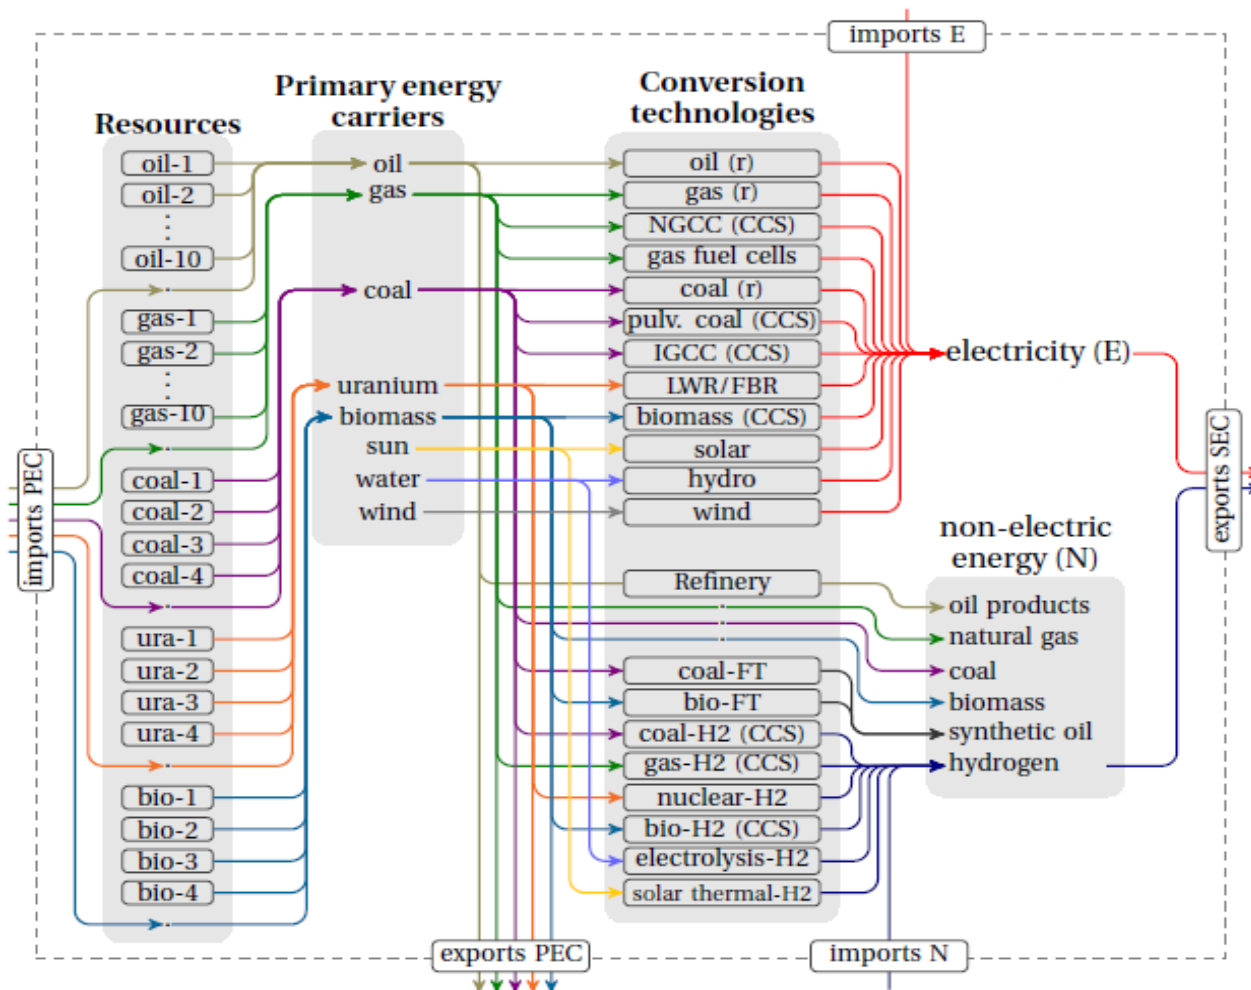 imports E
Primary energy
carriers
Conversion
technologies
Resources
oil-1
oil-2
oil-10
gas-1
gas-2
gas-10
coal-1
coal-2
coal-3
coal-4
ura-1
ura-2
ura-3
ura-4
bio-1
bio-2
bio-3
bio-4
imports PEC
oil
gas
coal
uranium
biomass
sun
water
wind
oil (r)
gas (r)
NGCC (CCS)
gas fuel cells
coal (r)
pulv. coal (CCS)
IGCC (CCS)
LWR/FBR
biomass (CCS)
solar
hydro
wind
Refinery
coal-FT
bio-FT
coal-H2 (CCS)
gas-H2 (CCS)
nuclear-H2
bio-H2 (CCS)
electrolysis-H2
solar thermal-H2
electricity (E)
non-electric
energy (N)
oil products
natural gas
coal
biomass
synthetic oil
hydrogen
exports SEC
exports PEC
imports N